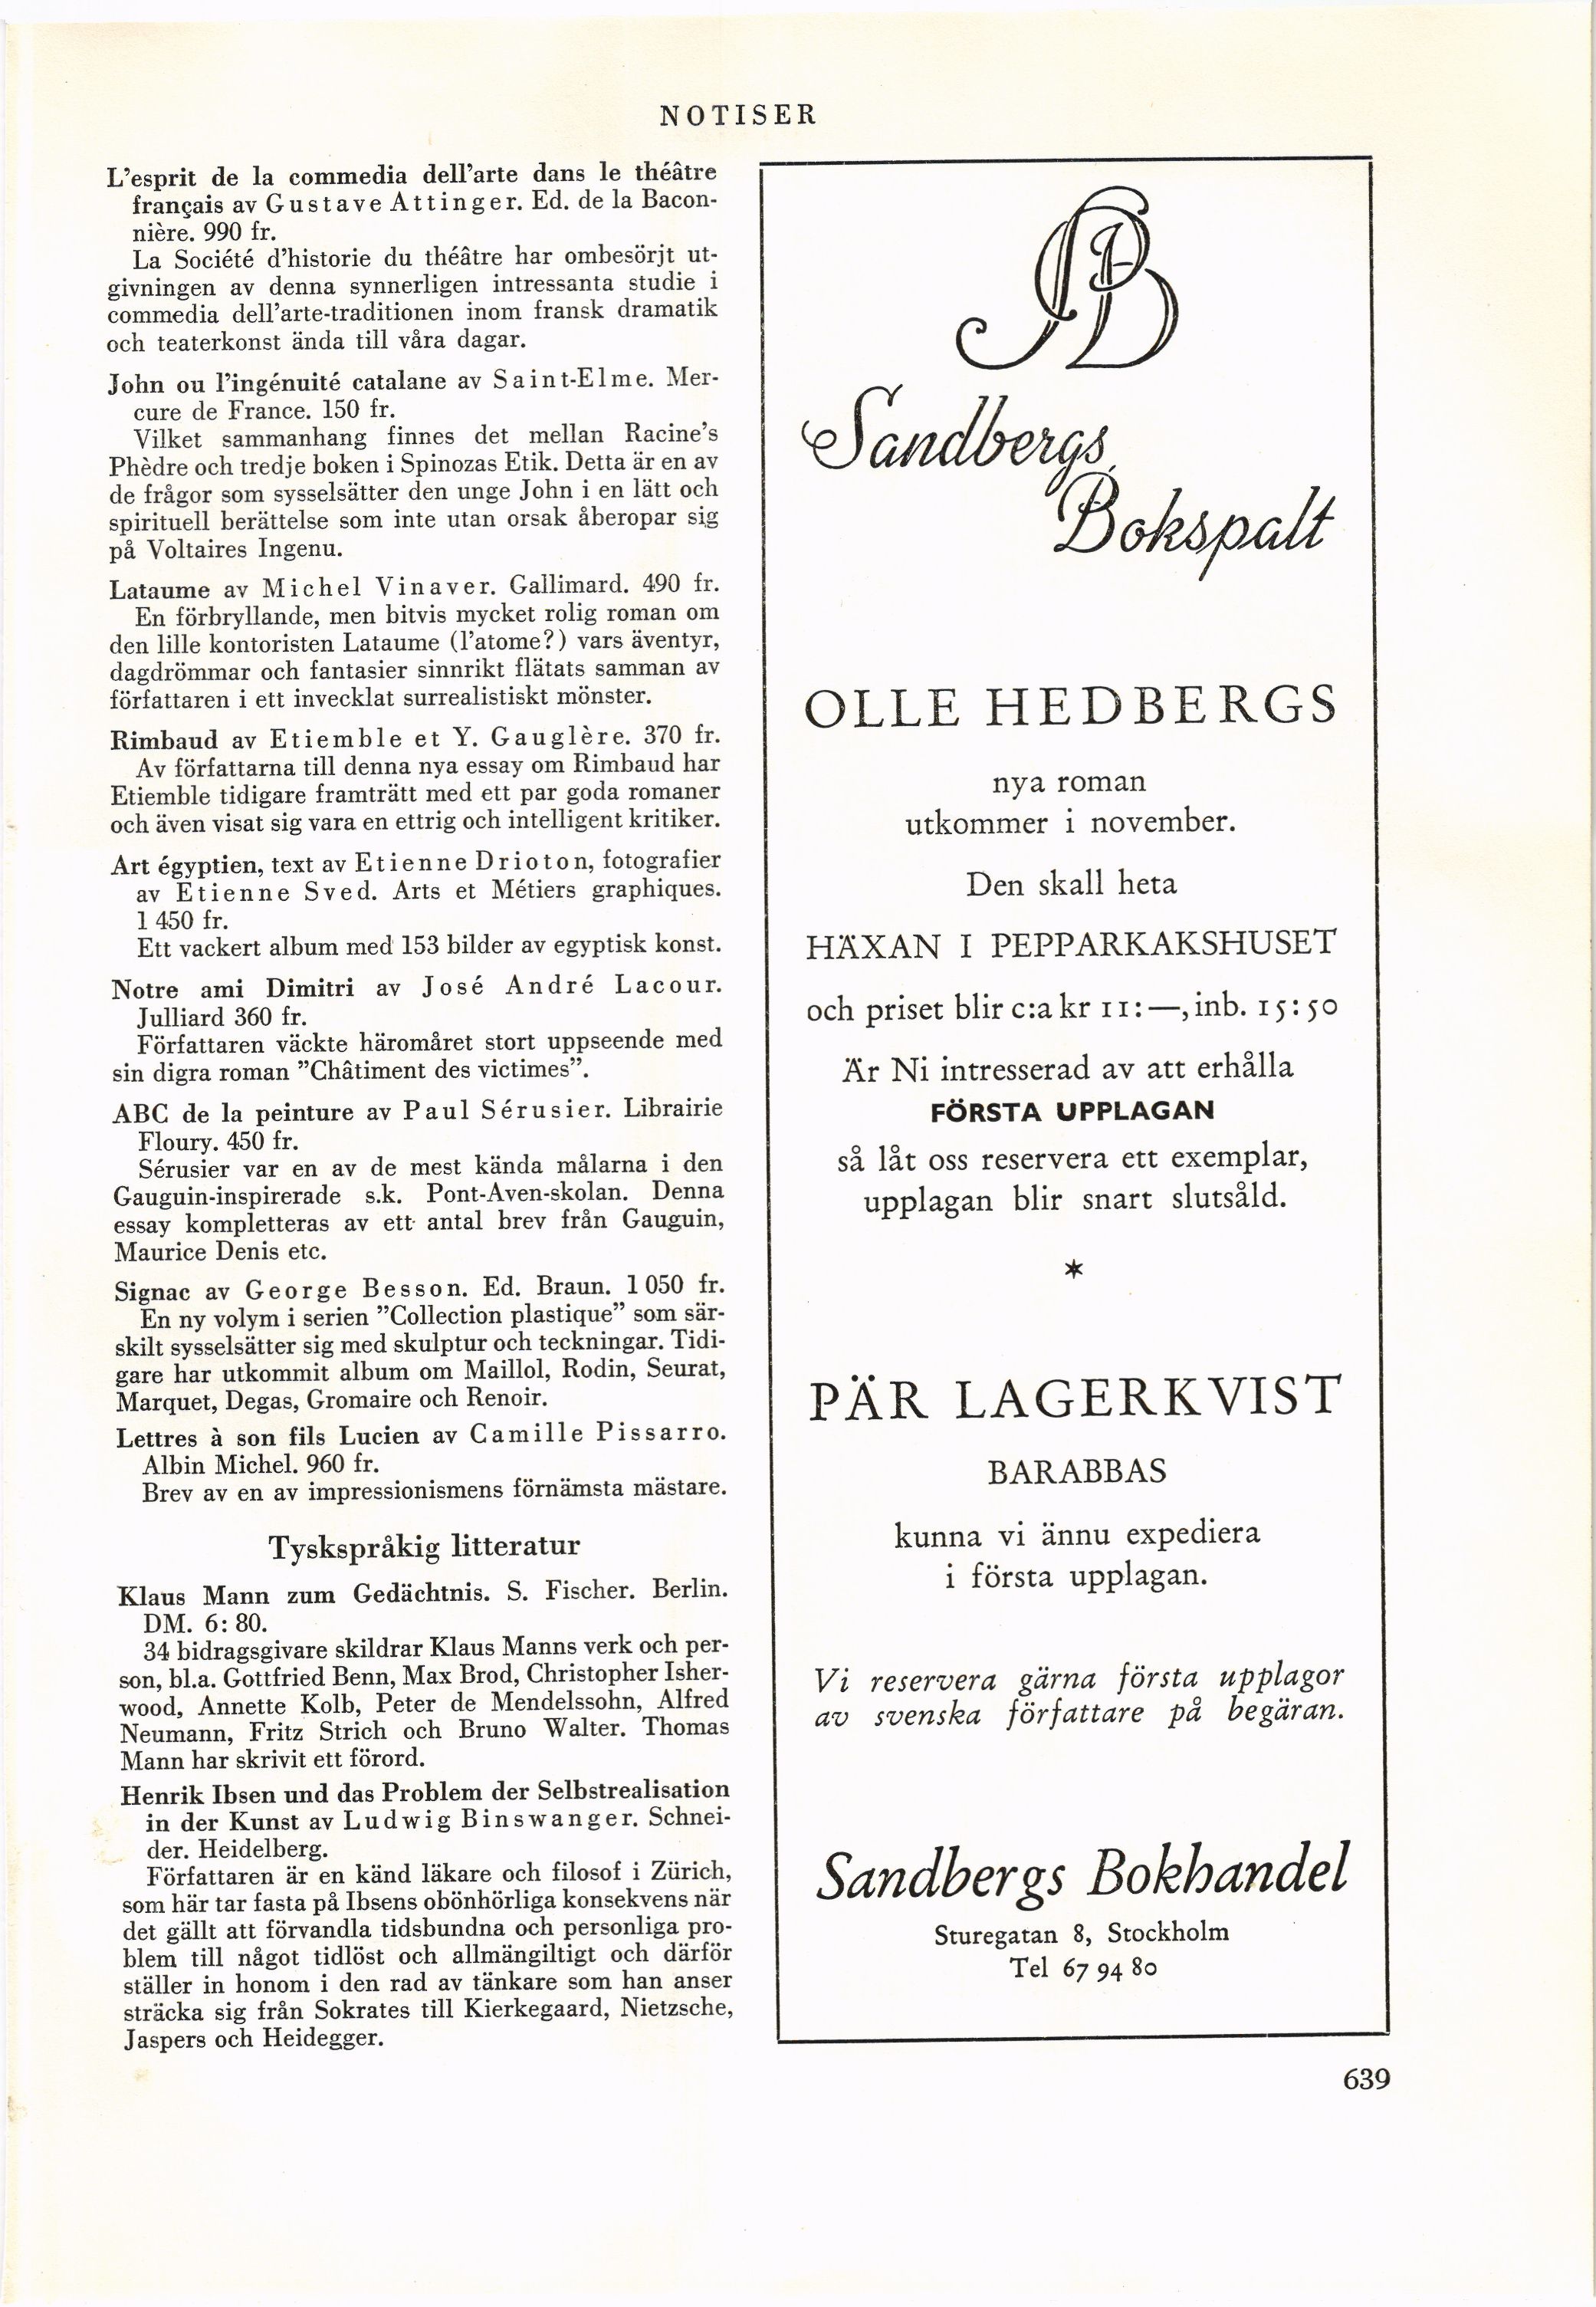 NOTISER
L'esprit de la commedia dell'arte dans le théâtre
français av Gustave Attinger. Ed. de la Bacon-
nière. 990 fr.
La Société d'historie du théâtre har ombesörjt ut-
givningen av denna synnerligen intressanta studie i
commedia dell'arte-traditionen inom fransk dramatik
och teaterkonst ända till våra dagar.
John ou l'ingénuité catalane av Saint-Elme. Mer-
cure de France. 150 fr.
Vilket sammanhang finnes det mellan Racine's
Phèdre och tredje boken i Spinozas Etik. Detta är en av
de frågor som sysselsätter den unge John i en lätt och
spirituell berättelse som inte utan orsak åberopar sig
på Voltaires Ingenu.
Lataume av Michel Vinaver. Gallimard. 490 fr.
En förbryllande, men bitvis mycket rolig roman om
den lille kontoristen Lataume (l'atome?) vars äventyr,
dagdrömmar och fantasier sinnrikt flätats samman av
författaren i ett invecklat surrealistiskt mönster.
Rimbaud av Etiemble et Y. Gauglère. 370 fr.
Av författarna till denna nya essay om Rimbaud har
Etiemble tidigare framträtt med ett par goda romaner
och även visat sig vara en ettrig och intelligent kritiker.
Art égyptien, text av Etienne Drioton, fotografier
av Etienne Sved. Arts et Métiers graphiques.
1 450 fr.
Ett vackert album med 153 bilder av egyptisk konst.
Notre ami Dimitri av José André Lacour.
Julliard 360 fr.
Författaren väckte häromåret stort uppseende med
sin digra roman "Châtiment des victimes".
ABC de la peinture av Paul Sérusier. Librairie
Floury. 450 fr.
Sérusier var en av de mest kända målarna i den
Gauguin-inspirerade s.k. Pont-Aven-skolan. Denna
essay kompletteras av ett antal brev från Gauguin,
Maurice Denis etc.
Signac av George Besson. Ed. Braun. 1 050 fr.
En ny volym i serien "Collection plastique" som sär-
skilt sysselsätter sig med skulptur och teckningar. Tidi-
gare har utkommit album om Maillol, Rodin, Seurat,
Marquet, Degas, Gromaire och Renoir.
Lettres à son fils Lucien av Camille Pissarro.
Albin Michel. 960 fr.
Brev av en av impressionismens förnämsta mästare.
Tyskspråkig litteratur
Klaus Mann zum Gedächtnis. S. Fischer. Berlin.
DM. 6: 80.
34 bidragsgivare skildrar Klaus Manns verk och per-
son, bl.a. Gottfried Benn, Max Brod, Christopher Isher-
wood, Annette Kolb, Peter de Mendelssohn, Alfred
Neumann, Fritz Strich och Bruno Walter. Thomas
Mann har skrivit ett förord.
Henrik Ibsen und das Problem der Selbstrealisation
in der Kunst av Ludwig Binswanger. Schnei-
der. Heidelberg.
Författaren är en känd läkare och filosof i Zürich,
som här tar fasta på Ibsens obönhörliga konsekvens när
det gällt att förvandla tidsbundna och personliga pro-
blem till något tidlöst och allmängiltigt och därför
ställer in honom i den rad av tänkare som han anser
sträcka sig från Sokrates till Kierkegaard, Nietzsche,
Jaspers och Heidegger.
SB
Sandbergs
Bokspalt
OLLE HEDBERGS
nya roman
utkommer i november.
Den skall heta
HÄXAN I PEPPARKAKSHUSET
och priset blir c:a kr 11:—, inb. 15:50
Är Ni intresserad av att erhålla
FÖRSTA UPPLAGAN
så låt oss reservera ett exemplar,
upplagan blir snart slutsåld.
*
PÄR LAGERKVIST
BARABBAS
kunna vi ännu expediera
i första upplagan.
Vi reservera gärna första upplagor
av svenska författare på begäran.
Sandbergs Bokhandel
Sturegatan 8, Stockholm
Tel 67 94 80
639